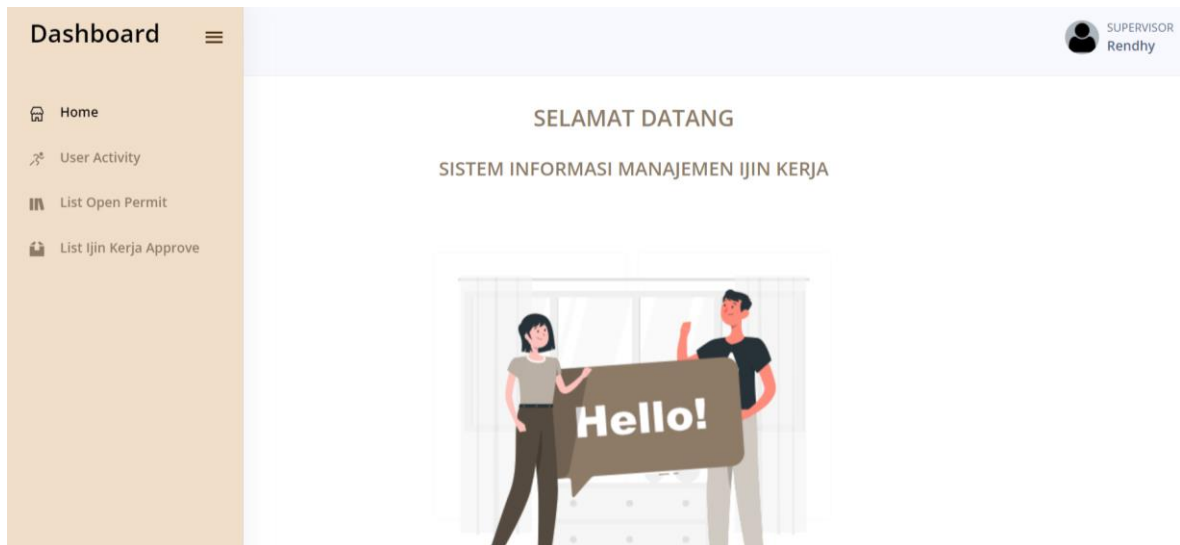 Dashboard
SUPERVISOR
Rendhy
Home
User Activity
List Open Permit
List Ijin Kerja Approve
SELAMAT DATANG
SISTEM INFORMASI MANAJEMEN IJIN KERJA
Hello!